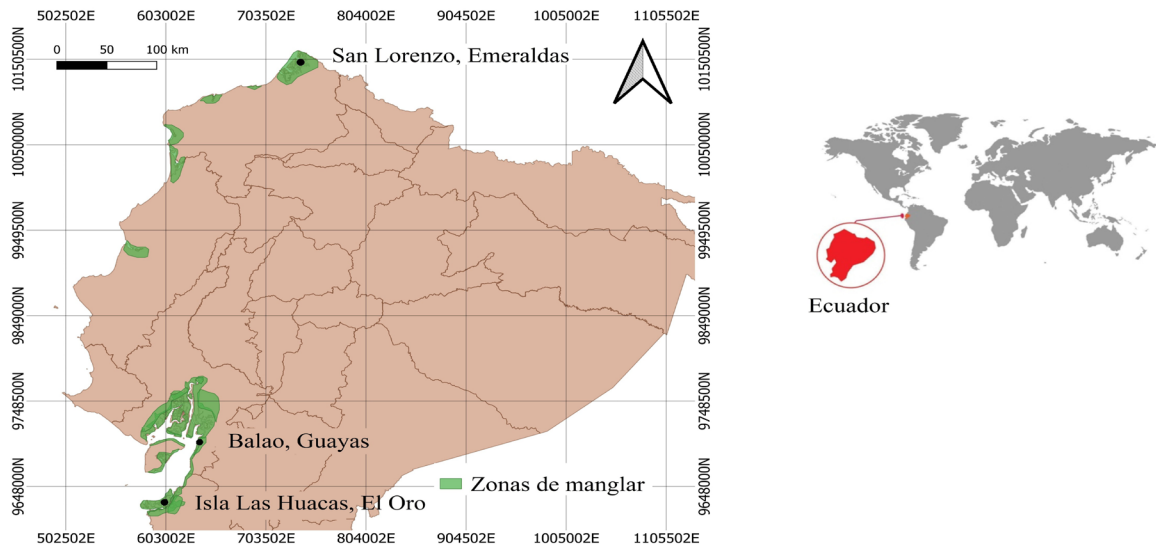 502502E 603002E 703502E 804002E 904502E 1005002E 1105502E
0 50 100 km
San Lorenzo, Emeraldas
10150500N 10150500N
10050000N 10050000N
9949500N 9949500N
9849000N 9849000N
9748500N 9748500N
9648000N 9648000N
Balao, Guayas
Zonas de manglar
Isla Las Huacas, El Oro
502502E 603002E 703502E 804002E 904502E 1005002E 1105502E
Ecuador